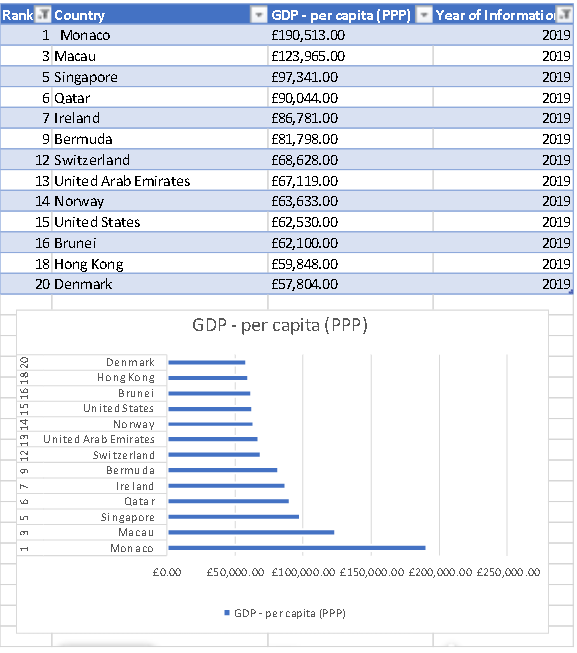 Rank Country GDP - per capita (PPP) Year of Information
1 Monaco £190,513.00 2019
3 Macau £123,965.00 2019
5 Singapore £97,341.00 2019
6 Qatar £90,044.00 2019
7 Ireland £86,781.00 2019
9 Bermuda £81,798.00 2019
12 Switzerland £68,628.00 2019
13 United Arab Emirates £67,119.00 2019
14 Norway £63,633.00 2019
15 United States £62,530.00 2019
16 Brunei £62,100.00 2019
18 Hong Kong £59,848.00 2019
20 Denmark £57,804.00 2019
GDP - per capita (PPP)
20 Denmark
18 Hong Kong
16 Brunei
15 United States
14 Norway
13 United Arab Emirates
12 Switzerland
9 Bermuda
7 Ireland
6 Qatar
5 Singapore
3 Macau
1 Monaco
£0.00 £50,000.00 £100,000.00 £150,000.00 £200,000.00 £250,000.00
GDP - per capita (PPP)